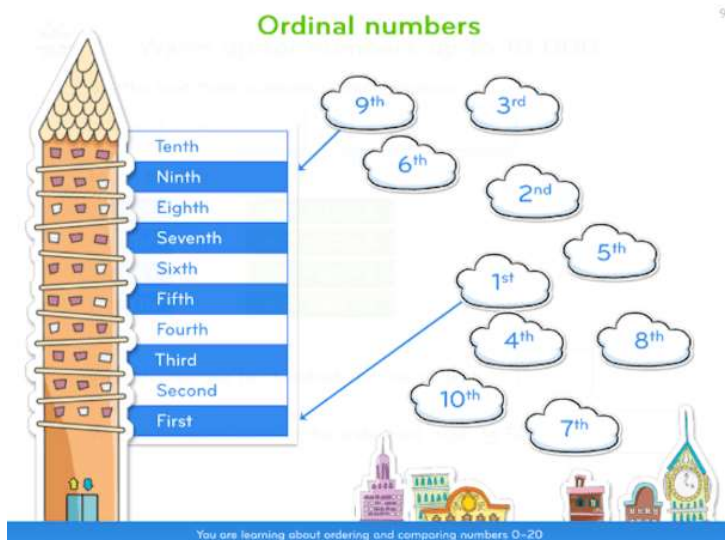 Ordinal numbers
9
9th
3rd
Tenth
6th
Ninth
2nd
Eighth
Seventh
5th
Sixth
1st
Fifth
Fourth
4th
8th
Third
Second
10th
First
7th
You are learning about ordering and comparing numbers 0–20